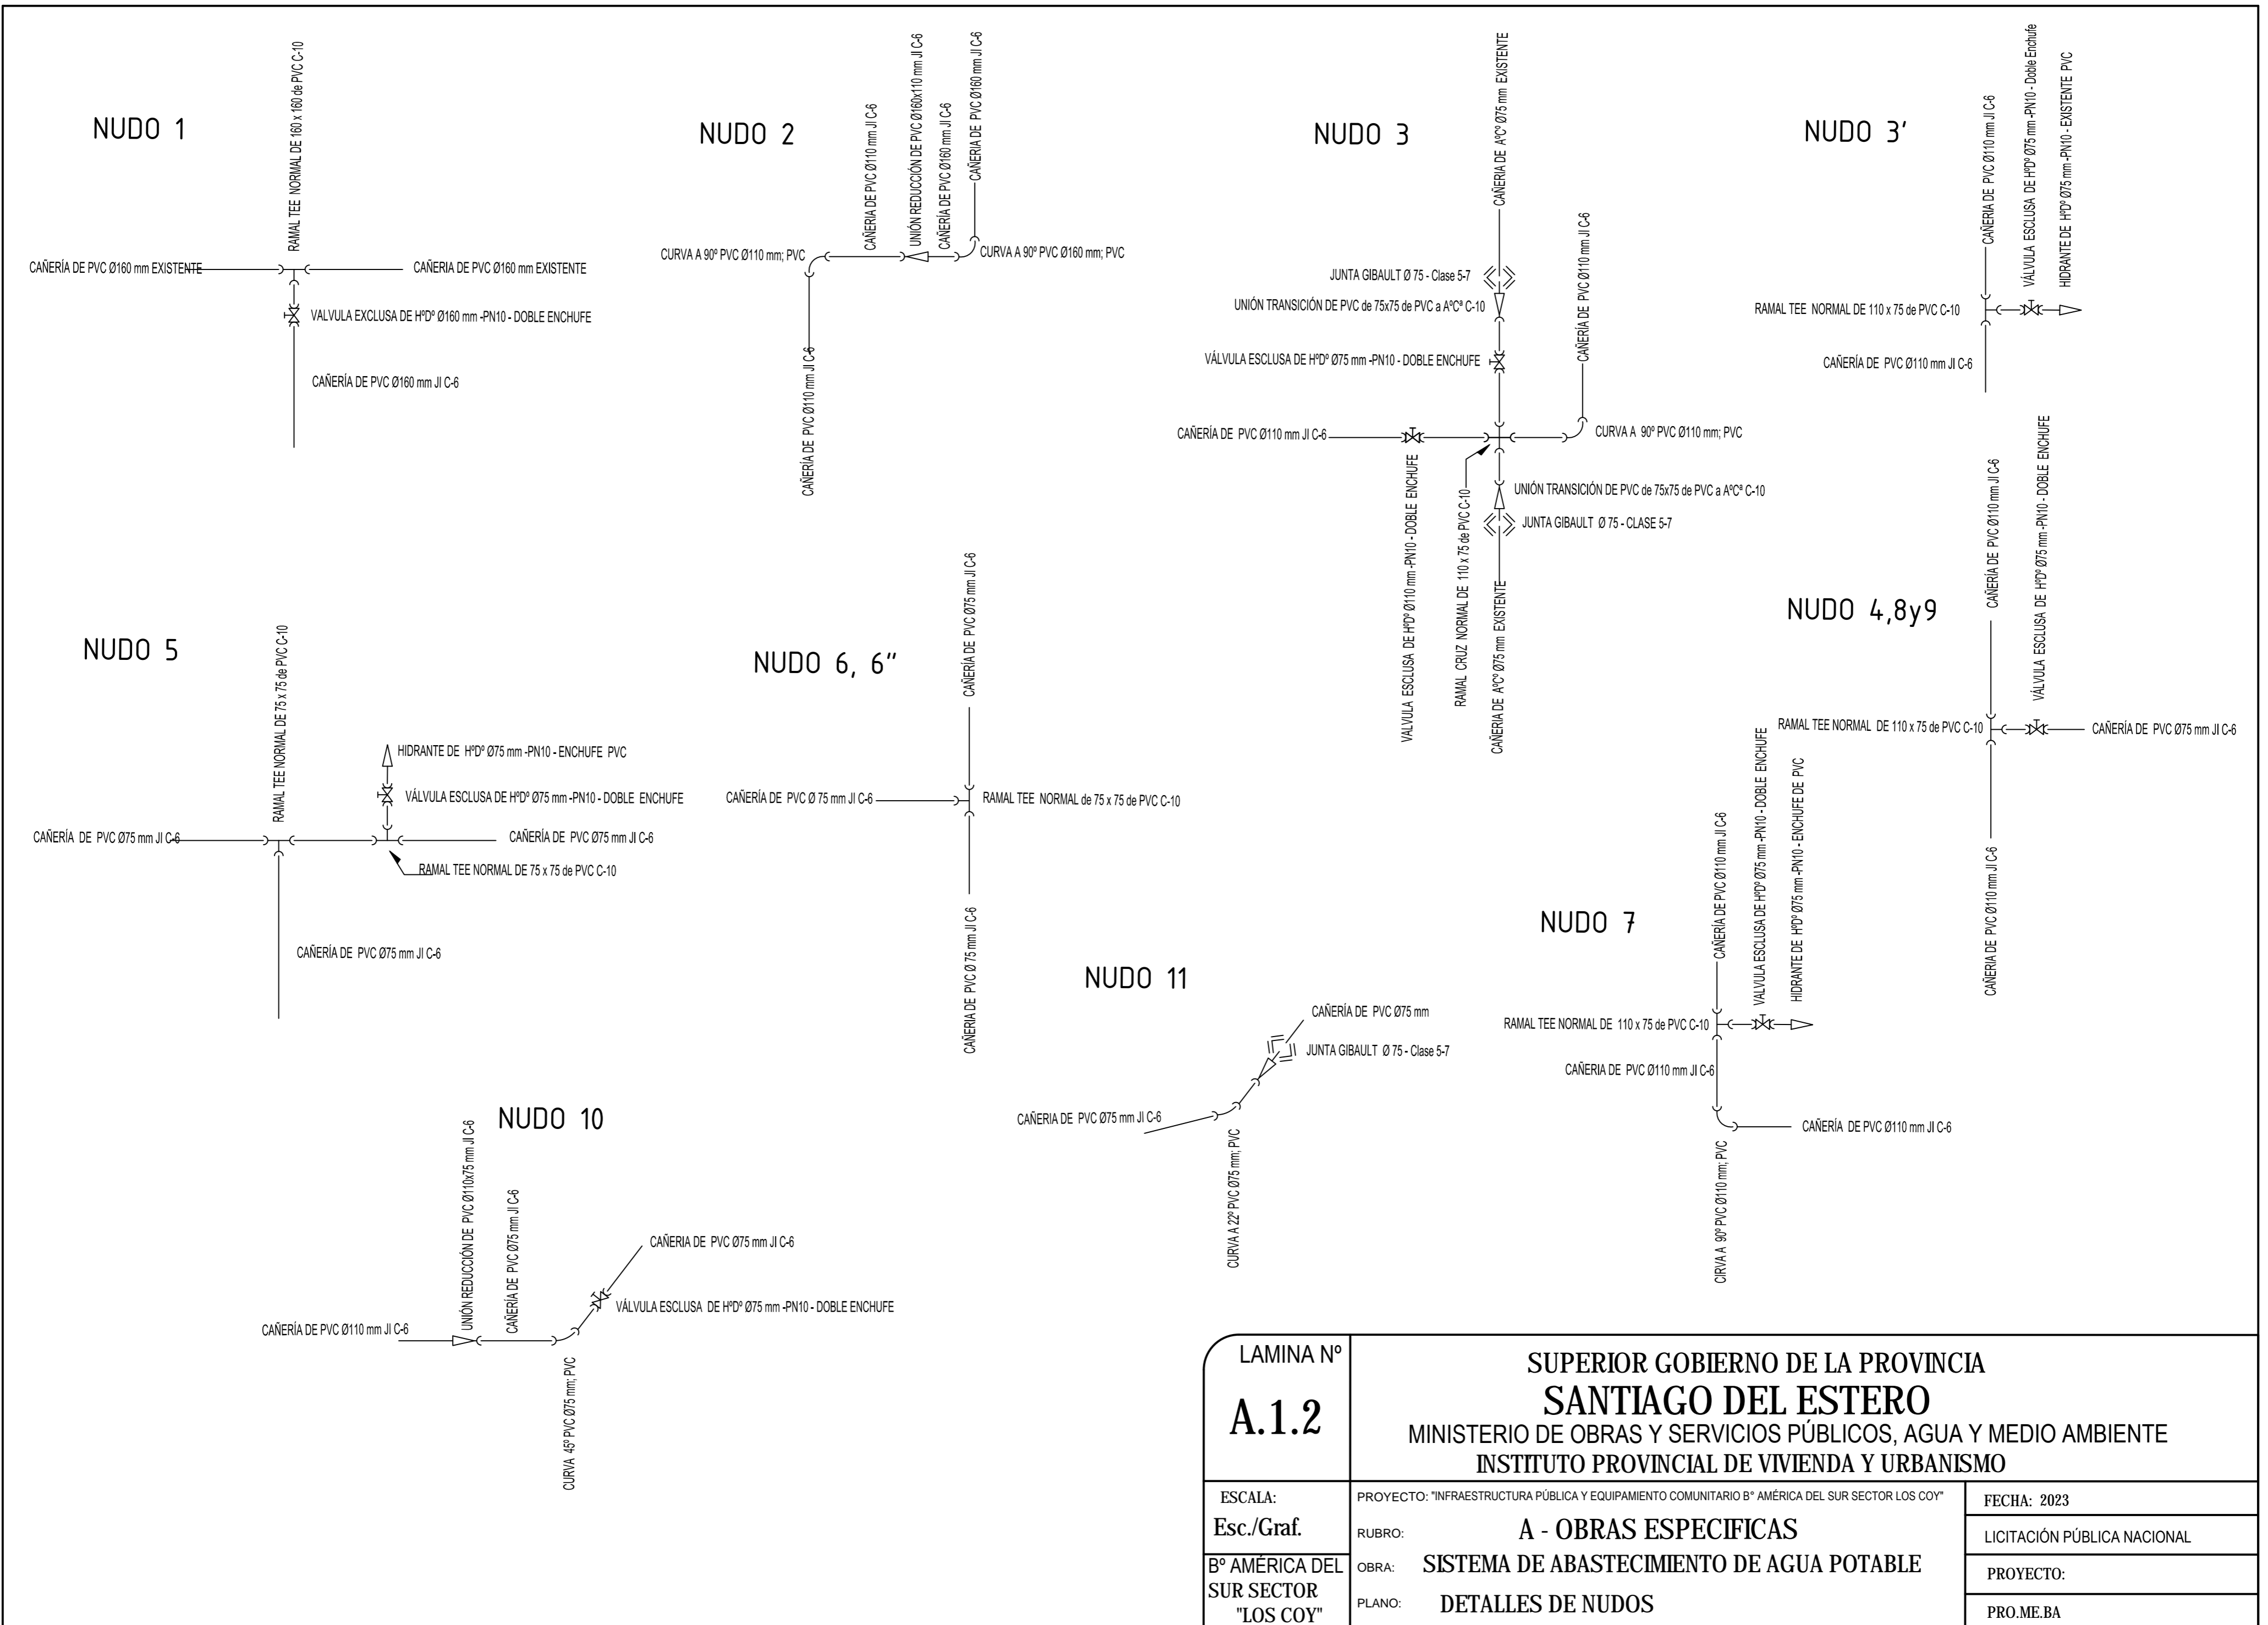 NUDO 1
RAMAL TEE NORMAL DE 160 x 160 de PVC C-10
CAÑERÍA DE PVC Ø160 mm EXISTENTE
CAÑERIA DE PVC Ø160 mm EXISTENTE
VALVULA EXCLUSA DE HºDº Ø160 mm -PN10 - DOBLE ENCHUFE
CAÑERÍA DE PVC Ø160 mm JI C-6
NUDO 2
CAÑERIA DE PVC Ø110 mm JI C-6
UNIÓN REDUCCIÓN DE PVC Ø160x110 mm JI C-6
CAÑERÍA DE PVC Ø160 mm JI C-6
CAÑERIA DE PVC Ø160 mm JI C-6
CURVA A 90º PVC Ø110 mm; PVC
CURVA A 90º PVC Ø160 mm; PVC
CAÑERÍA DE PVC Ø110 mm JI C-6
NUDO 3
CAÑERIA DE AºCº Ø75 mm EXISTENTE
JUNTA GIBAULT Ø 75 - Clase 5-7
UNIÓN TRANSICIÓN DE PVC de 75x75 de PVC a AºCª C-10
VÁLVULA ESCLUSA DE HºDº Ø75 mm -PN10 - DOBLE ENCHUFE
CAÑERÍA DE PVC Ø110 mm JI C-6
CAÑERÍA DE PVC Ø110 mm JI C-6
CURVA A 90º PVC Ø110 mm; PVC
VALVULA ESCLUSA DE HºDº Ø110 mm -PN10 - DOBLE ENCHUFE
RAMAL CRUZ NORMAL DE 110 x 75 de PVC C-10
UNIÓN TRANSICIÓN DE PVC de 75x75 de PVC a AºCª C-10
JUNTA GIBAULT Ø 75 - CLASE 5-7
CAÑERIA DE AºCº Ø75 mm EXISTENTE
NUDO 3'
CAÑERIA DE PVC Ø110 mm JI C-6
VÁLVULA ESCLUSA DE HºDº Ø75 mm -PN10 - Doble Enchufe
HIDRANTE DE HºDº Ø75 mm -PN10 - EXISTENTE PVC
RAMAL TEE NORMAL DE 110 x 75 de PVC C-10
CAÑERÍA DE PVC Ø110 mm JI C-6
NUDO 4,8y9
CAÑERÍA DE PVC Ø110 mm JI C-6
VÁLVULA ESCLUSA DE HºDº Ø75 mm -PN10 - DOBLE ENCHUFE
RAMAL TEE NORMAL DE 110 x 75 de PVC C-10
CAÑERÍA DE PVC Ø75 mm JI C-6
CAÑERIA DE PVC Ø110 mm JI C-6
NUDO 5
RAMAL TEE NORMAL DE 75 x 75 de PVC C-10
HIDRANTE DE HºDº Ø75 mm -PN10 - ENCHUFE PVC
VÁLVULA ESCLUSA DE HºDº Ø75 mm -PN10 - DOBLE ENCHUFE
CAÑERÍA DE PVC Ø75 mm JI C-6
CAÑERÍA DE PVC Ø75 mm JI C-6
RAMAL TEE NORMAL DE 75 x 75 de PVC C-10
CAÑERÍA DE PVC Ø75 mm JI C-6
NUDO 6, 6''
CAÑERÍA DE PVC Ø75 mm JI C-6
CAÑERÍA DE PVC Ø 75 mm JI C-6
RAMAL TEE NORMAL de 75 x 75 de PVC C-10
CAÑERIA DE PVC Ø 75 mm JI C-6
NUDO 7
CAÑERÍA DE PVC Ø110 mm JI C-6
VALVULA ESCLUSA DE HºDº Ø75 mm -PN10 - DOBLE ENCHUFE
HIDRANTE DE HºDº Ø75 mm -PN10 - ENCHUFE DE PVC
RAMAL TEE NORMAL DE 110 x 75 de PVC C-10
CAÑERIA DE PVC Ø110 mm JI C-6
CAÑERÍA DE PVC Ø110 mm JI C-6
CIRVA A 90º PVC Ø110 mm; PVC
NUDO 11
CAÑERÍA DE PVC Ø75 mm
JUNTA GIBAULT Ø 75 - Clase 5-7
CAÑERIA DE PVC Ø75 mm JI C-6
CURVA A 22º PVC Ø75 mm; PVC
NUDO 10
UNIÓN REDUCCIÓN DE PVC Ø110x75 mm JI C-6
CAÑERÍA DE PVC Ø75 mm JI C-6
CAÑERIA DE PVC Ø75 mm JI C-6
VÁLVULA ESCLUSA DE HºDº Ø75 mm -PN10 - DOBLE ENCHUFE
CAÑERÍA DE PVC Ø110 mm JI C-6
CURVA 45º PVC Ø75 mm; PVC
LAMINA Nº
A.1.2
SUPERIOR GOBIERNO DE LA PROVINCIA
SANTIAGO DEL ESTERO
MINISTERIO DE OBRAS Y SERVICIOS PÚBLICOS, AGUA Y MEDIO AMBIENTE
INSTITUTO PROVINCIAL DE VIVIENDA Y URBANISMO
ESCALA:
Esc./Graf.
Bº AMÉRICA DEL
SUR SECTOR
"LOS COY"
PROYECTO: "INFRAESTRUCTURA PÚBLICA Y EQUIPAMIENTO COMUNITARIO B° AMÉRICA DEL SUR SECTOR LOS COY"
RUBRO: A - OBRAS ESPECIFICAS
OBRA: SISTEMA DE ABASTECIMIENTO DE AGUA POTABLE
PLANO: DETALLES DE NUDOS
FECHA: 2023
LICITACIÓN PÚBLICA NACIONAL
PROYECTO:
PRO.ME.BA